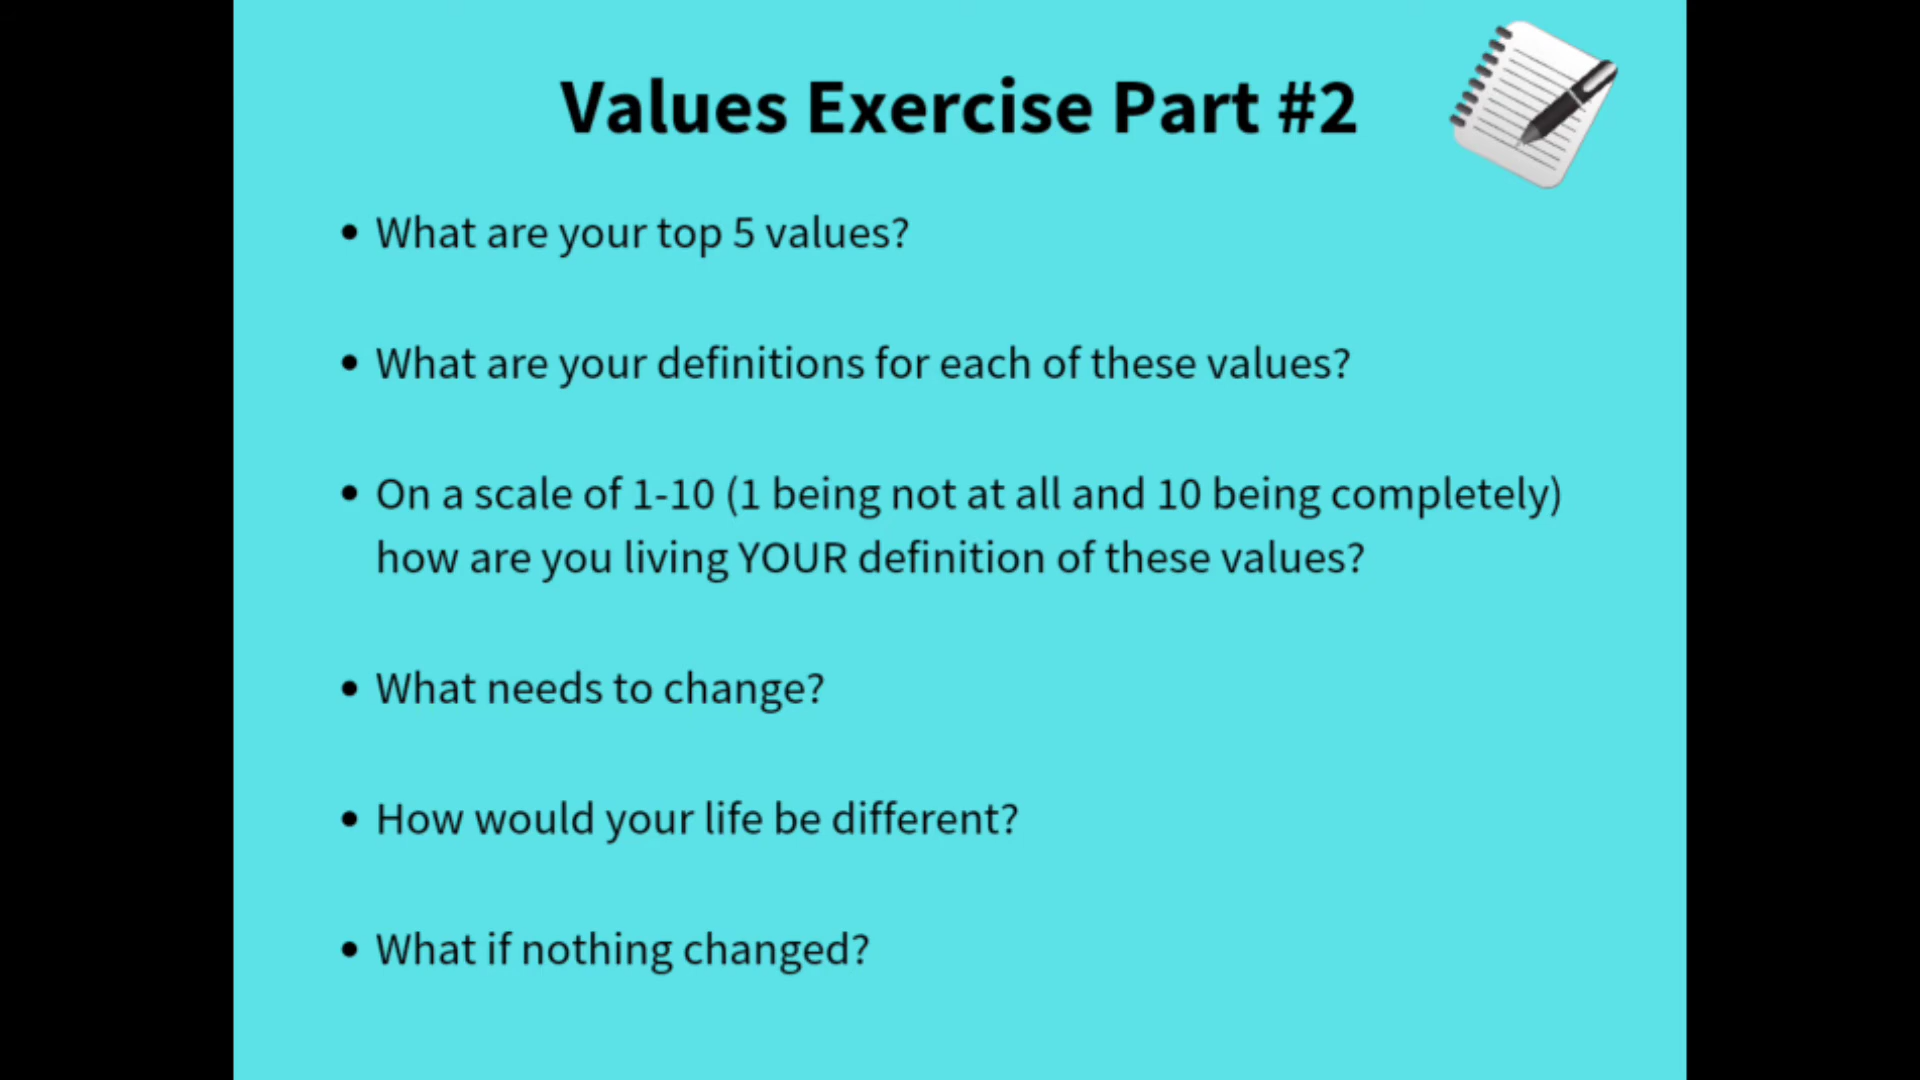 Values Exercise Part #2
• What are your top 5 values?
• What are your definitions for each of these values?
• On a scale of 1-10 (1 being not at all and 10 being completely)
how are you living YOUR definition of these values?
• What needs to change?
• How would your life be different?
• What if nothing changed?